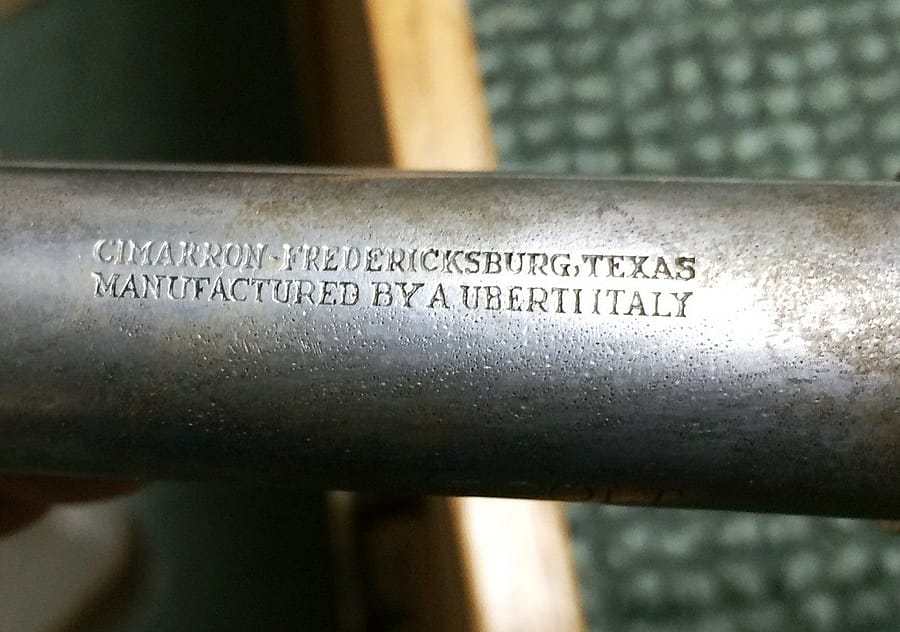 CIMARRON-FREDERICKSBURG, TEXAS
MANUFACTURED BY A UBERTI ITALY